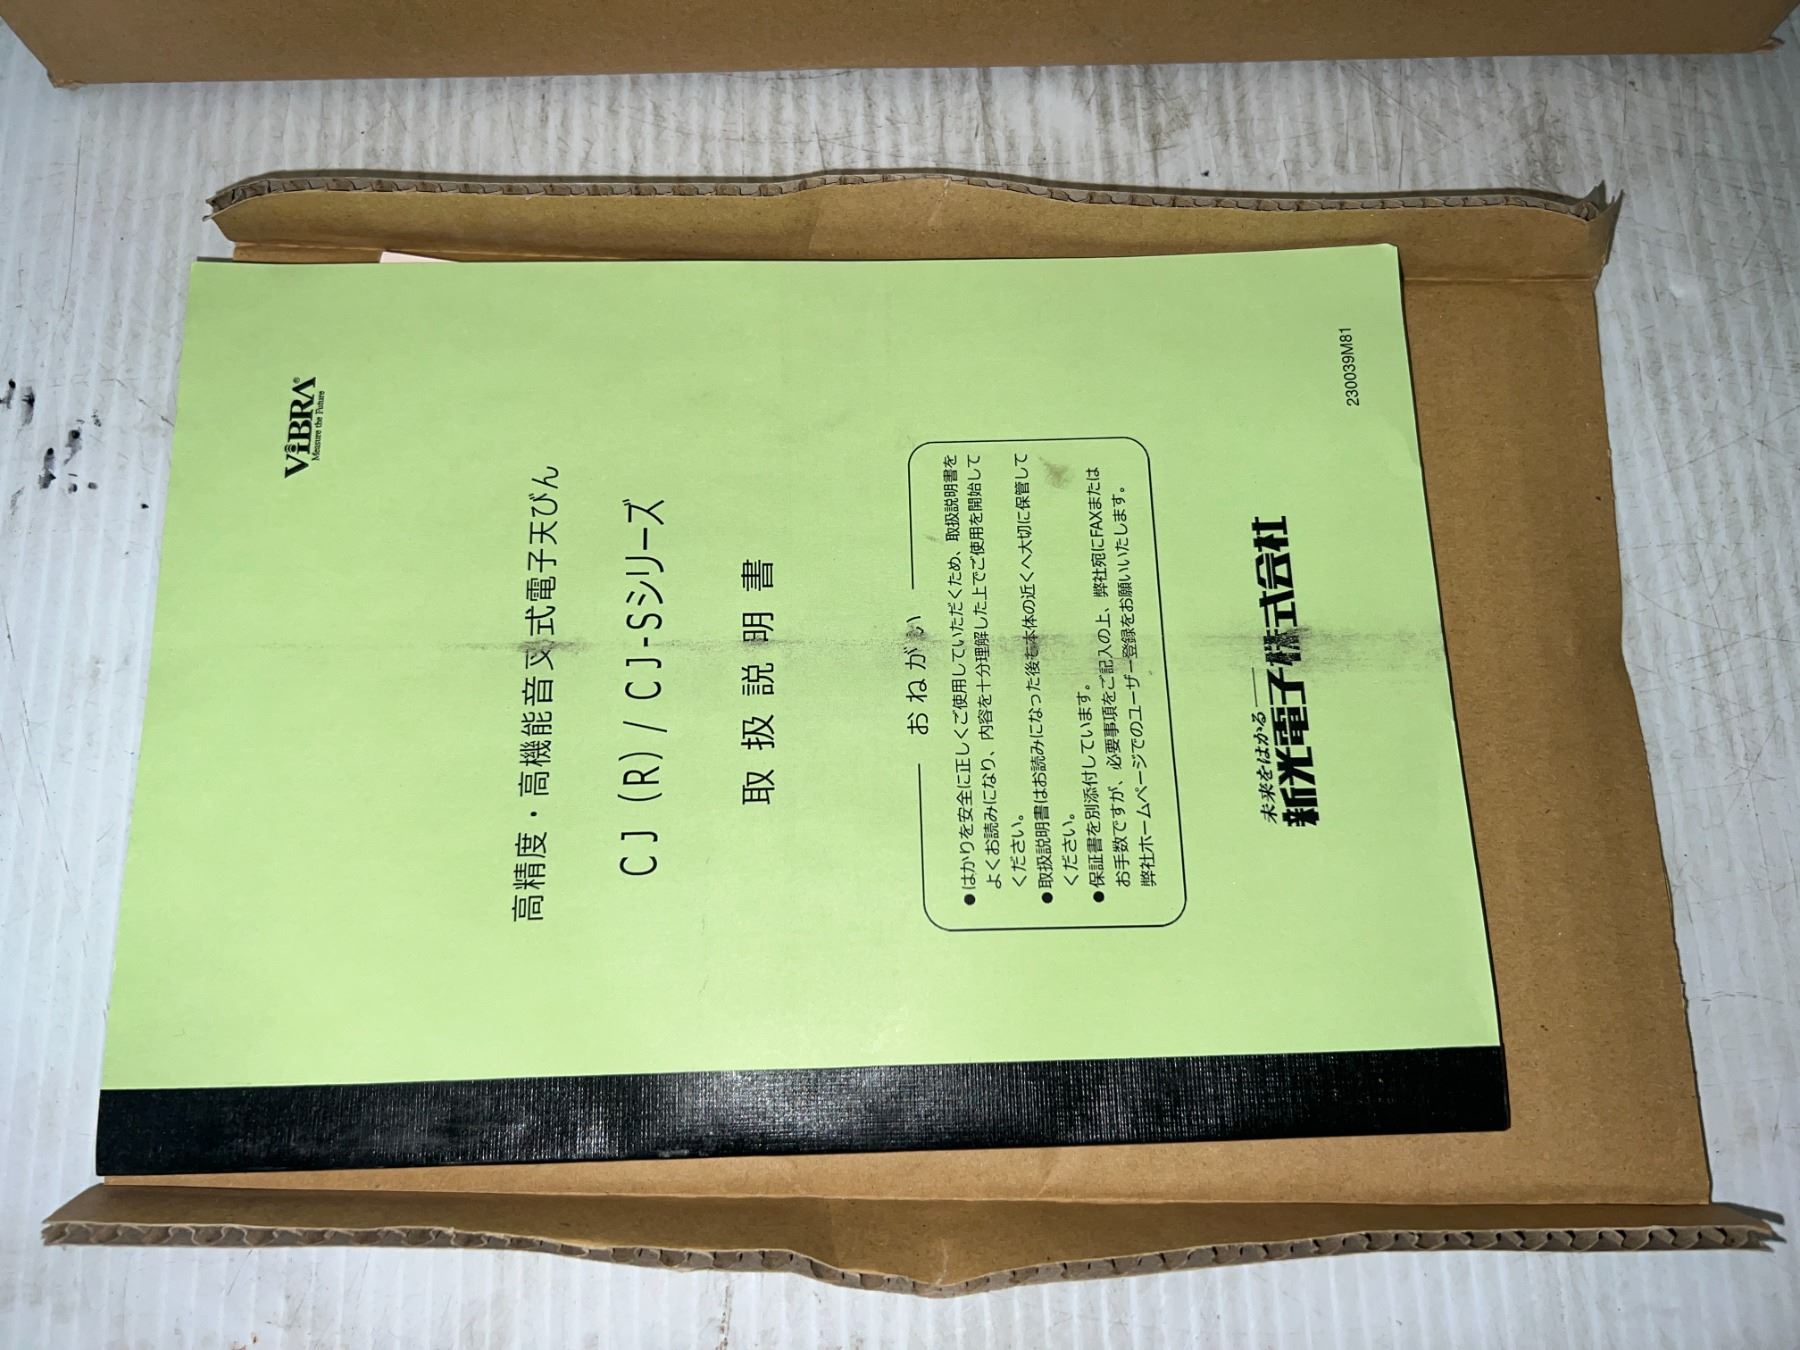 ViBRA®
Measure the Future
高精度・高機能音叉式電子天びん
CJ(R)/CJ-Sシリーズ
取扱説明書
おねがい
●はかりを安全に正しくご使用していただくため、取扱説明書を
よくお読みになり、内容を十分理解した上でご使用を開始して
ください。
●取扱説明書はお読みになった後も本体の近くへ大切に保管して
ください。
●保証書を別添付しています。
お手数ですが、必要事項をご記入の上、弊社宛にFAXまたは
弊社ホームページでのユーザー登録をお願いいたします。
未来をはかる
新光電子株式会社
230039M81